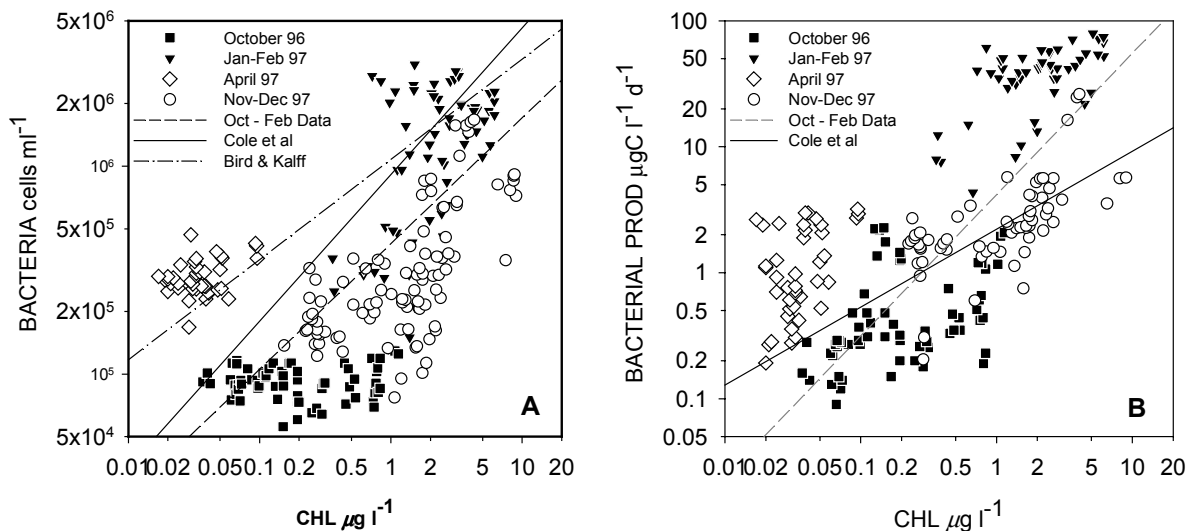 BACTERIA cells ml⁻¹
5x10⁶
2x10⁶
10⁶
5x10⁵
2x10⁵
10⁵
5x10⁴
October 96
Jan-Feb 97
April 97
Nov-Dec 97
Oct - Feb Data
Cole et al
Bird & Kalff
A
0.01 0.02 0.05 0.1 0.2 0.5 1 2 5 10 20
CHL µg l⁻¹
BACTERIAL PROD µgC l⁻¹ d⁻¹
100
50
20
10
5
2
1
0.5
0.2
0.1
0.05
October 96
Jan-Feb 97
April 97
Nov-Dec 97
Oct - Feb Data
Cole et al
B
0.01 0.02 0.05 0.1 0.2 0.5 1 2 5 10 20
CHL µg l⁻¹